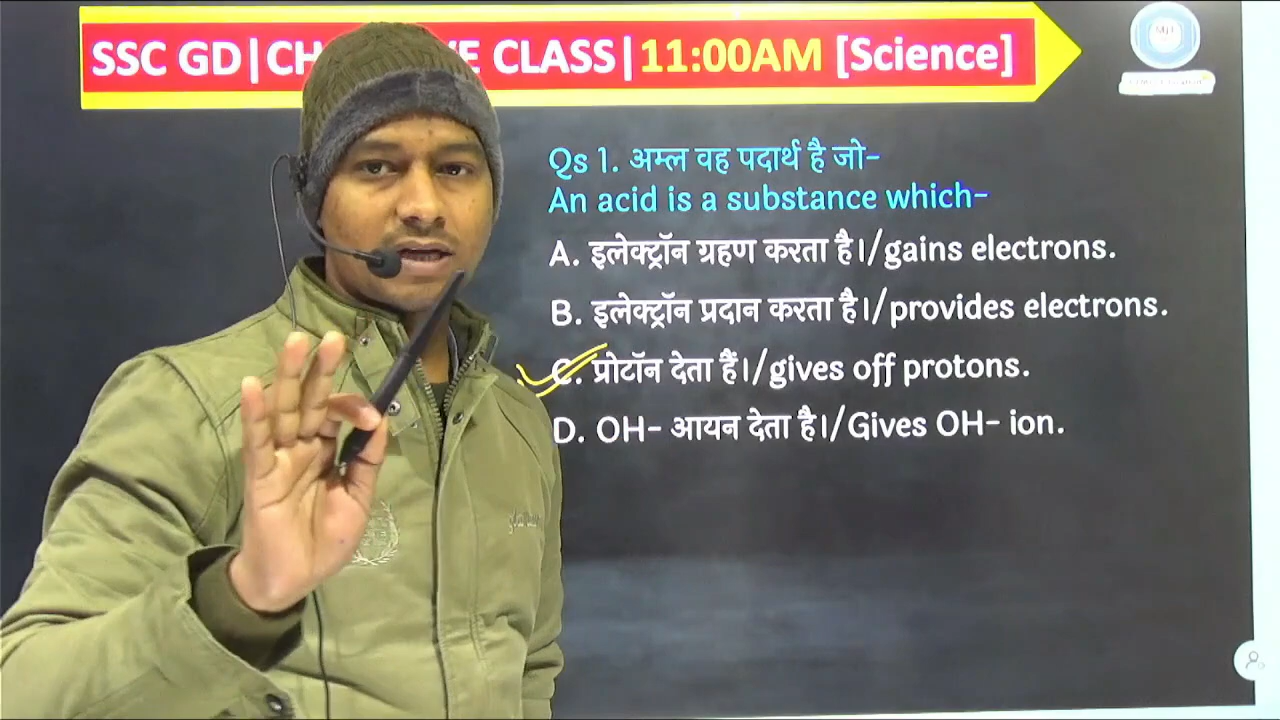 SSC GD|CH E CLASS|11:00AM [Science]
Qs 1. अम्ल वह पदार्थ है जो-
An acid is a substance which-
A. इलेक्ट्रॉन ग्रहण करता है।/gains electrons.
B. इलेक्ट्रॉन प्रदान करता है।/provides electrons.
C. प्रोटॉन देता हैं।/gives off protons.
D. OH- आयन देता है।/Gives OH- ion.